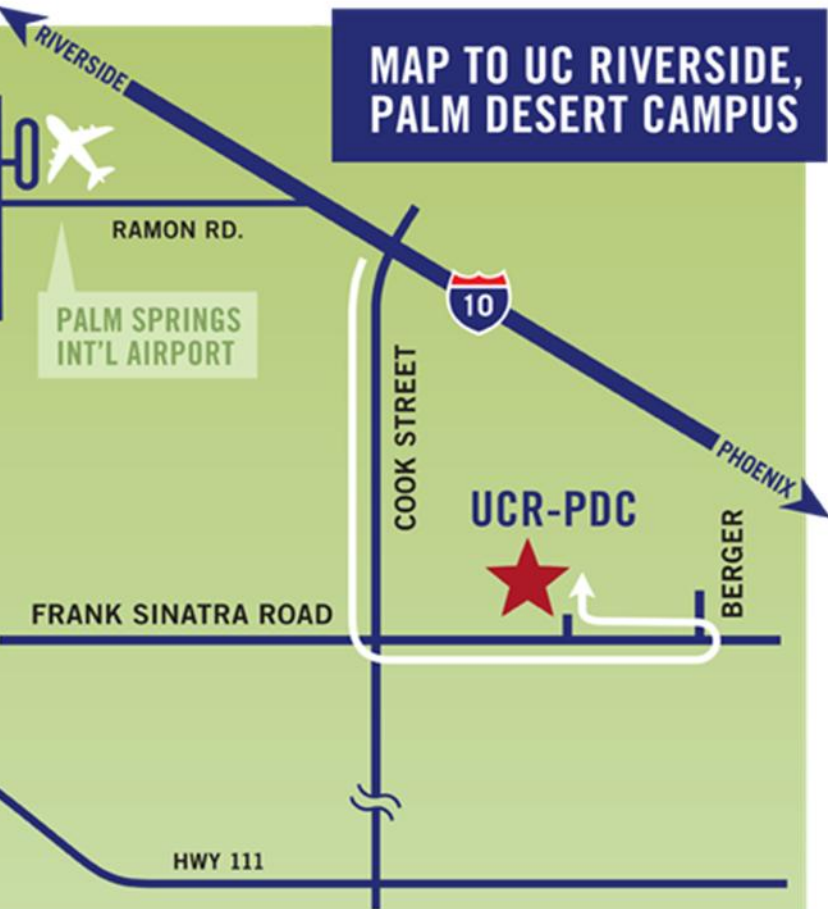 MAP TO UC RIVERSIDE,
PALM DESERT CAMPUS
RIVERSIDE
RAMON RD.
PALM SPRINGS
INT'L AIRPORT
10
COOK STREET
PHOENIX
UCR-PDC
BERGER
FRANK SINATRA ROAD
HWY 111